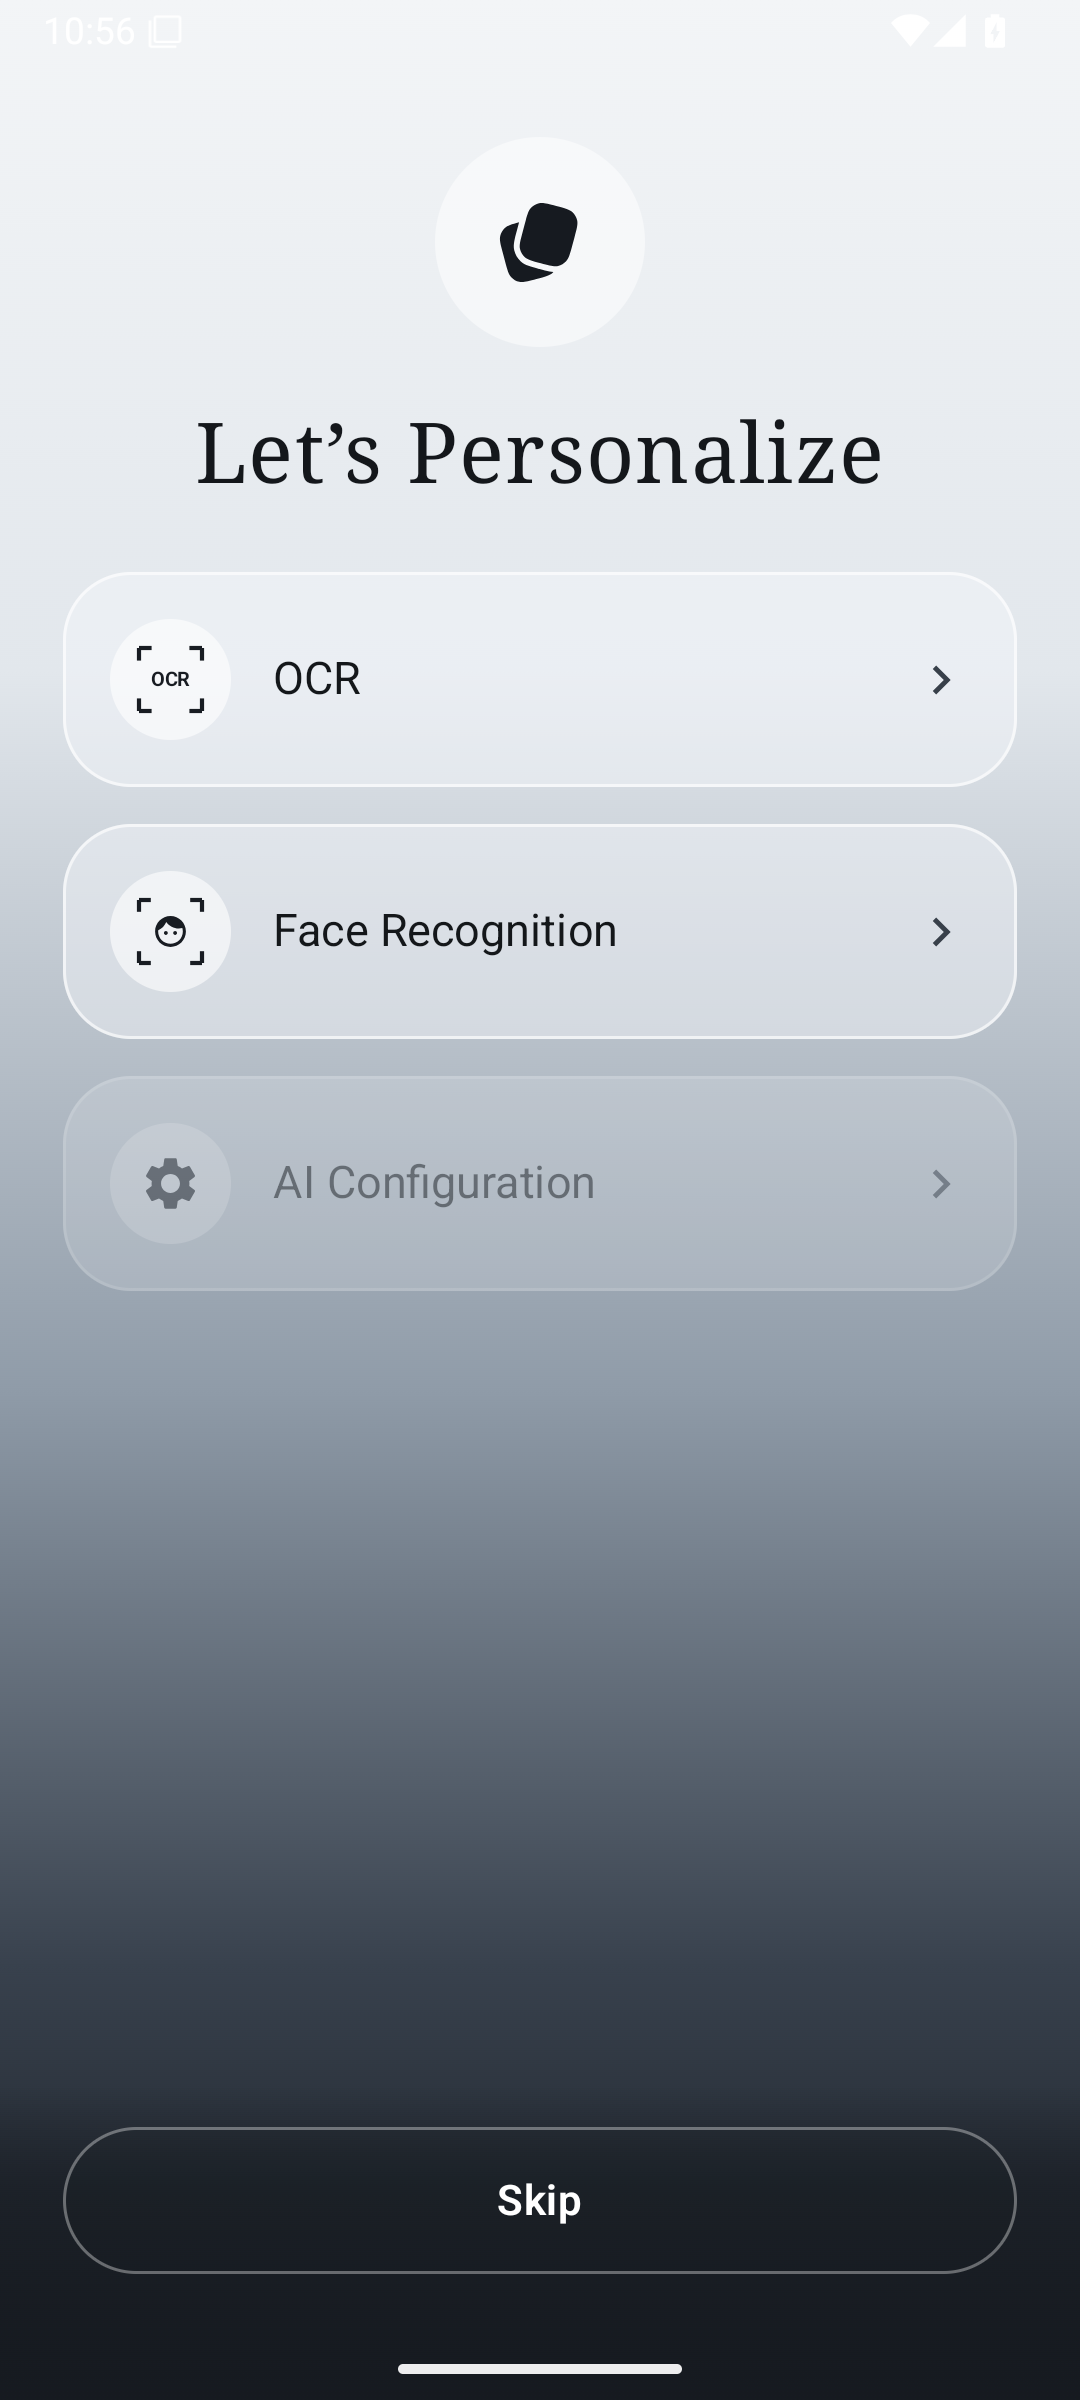 10:56
Let’s Personalize
OCR
OCR
Face Recognition
AI Configuration
Skip